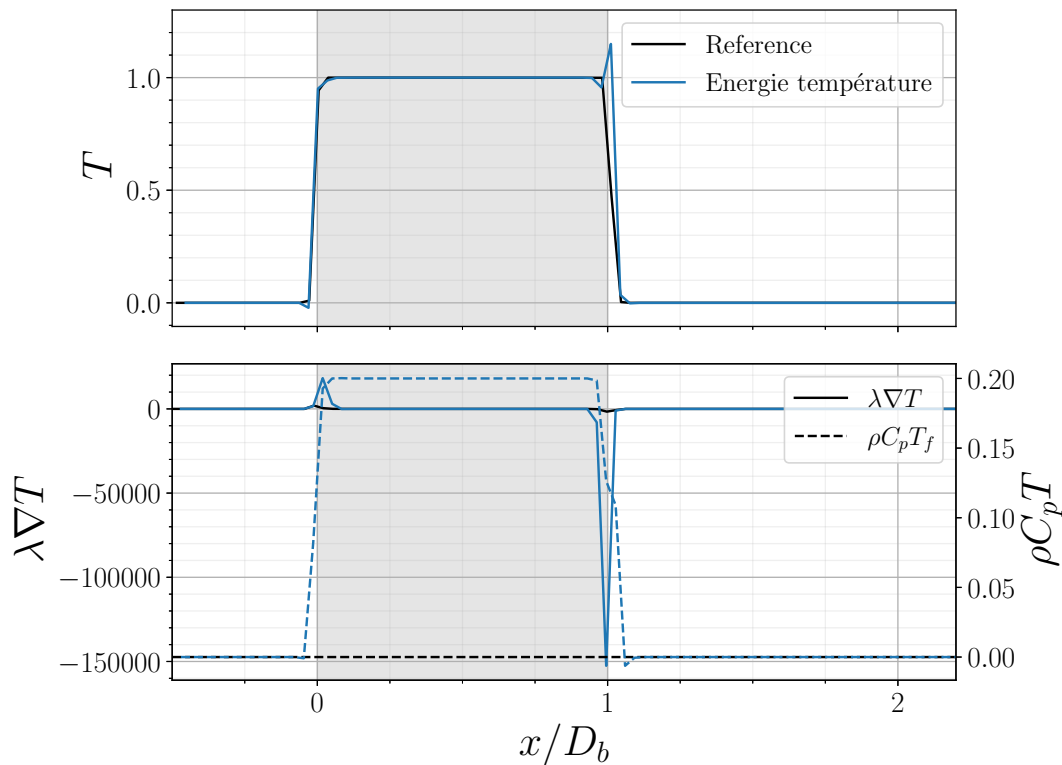 Reference
Energie température
1.0
0.5
0.0
T
λ∇T
ρC_pT_f
0
−50000
−100000
−150000
0.20
0.15
0.10
0.05
0.00
λ∇T
ρC_pT
0 1 2
x/D_b